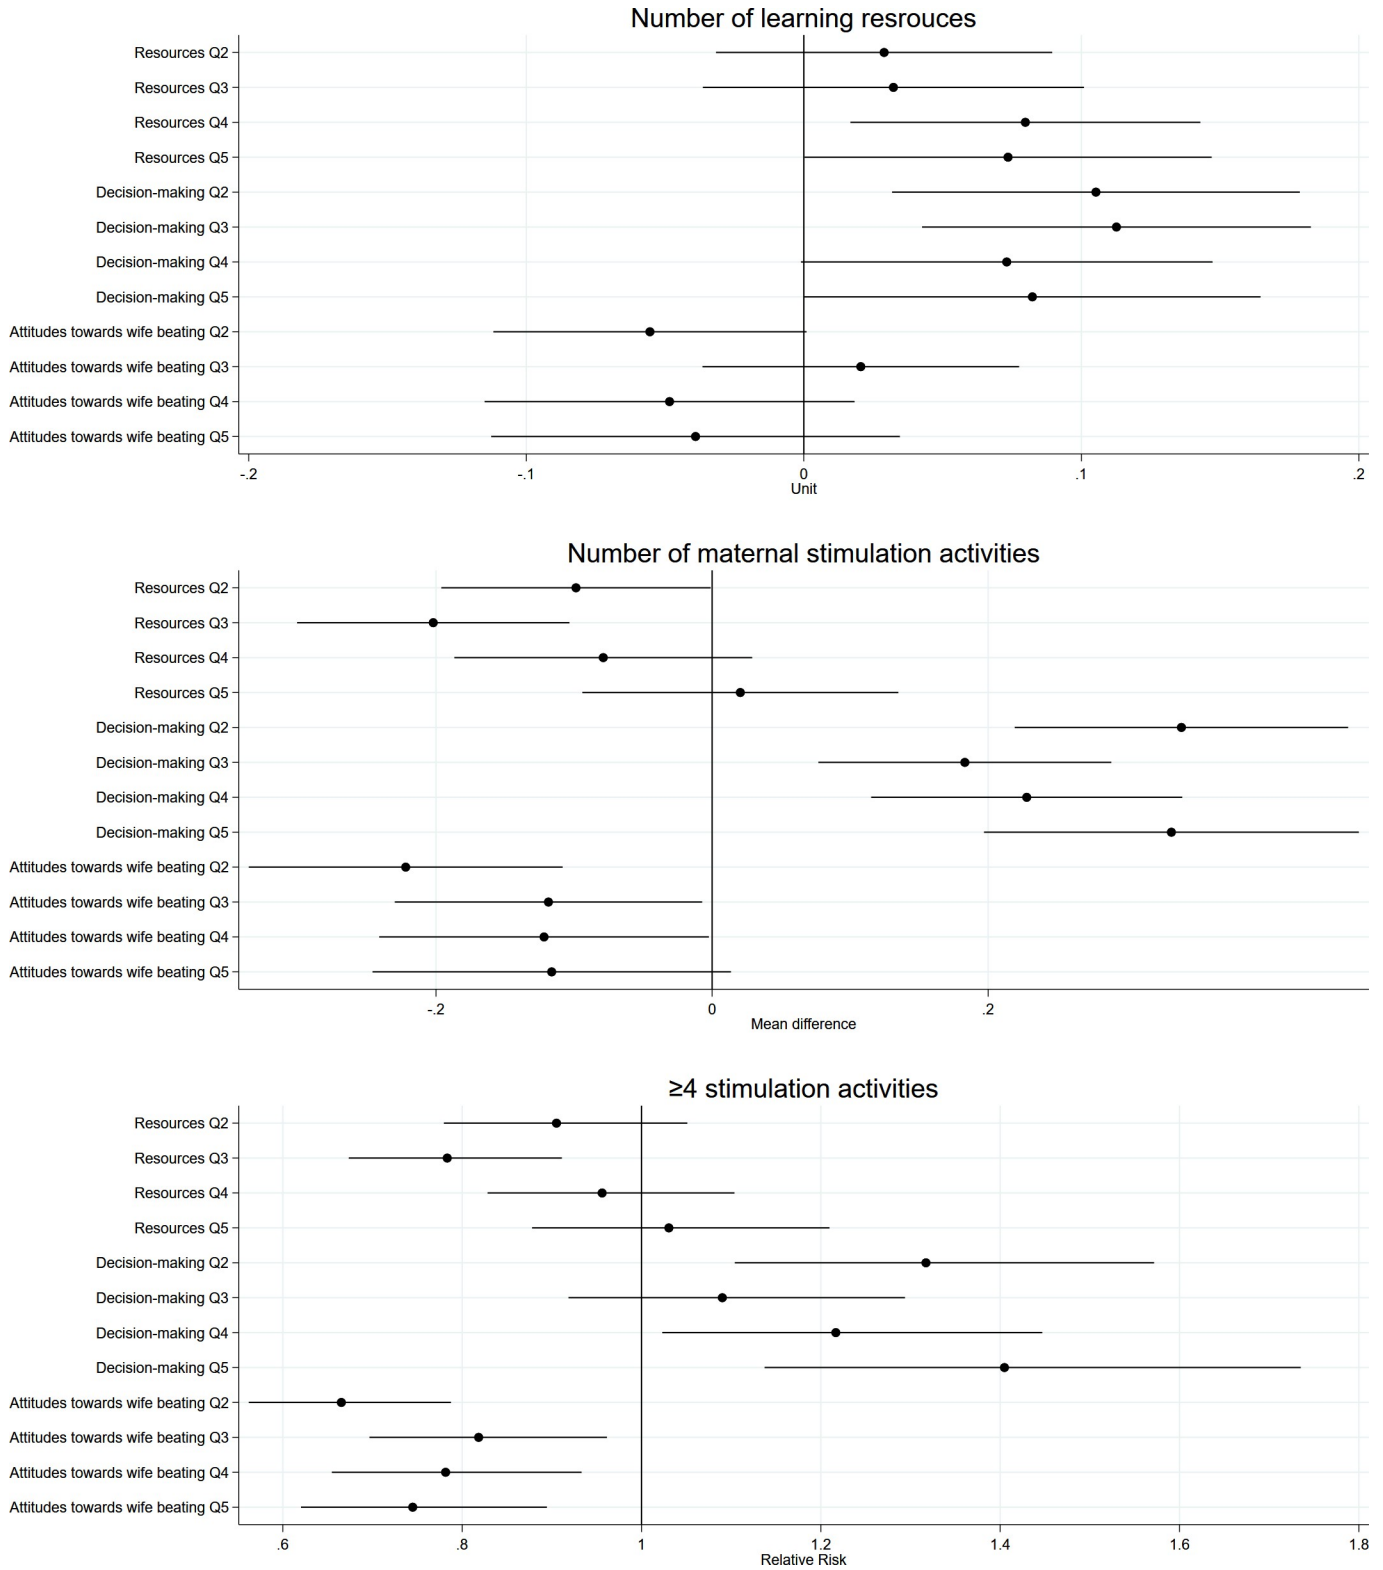 Number of learning resrouces
Resources Q2
Resources Q3
Resources Q4
Resources Q5
Decision-making Q2
Decision-making Q3
Decision-making Q4
Decision-making Q5
Attitudes towards wife beating Q2
Attitudes towards wife beating Q3
Attitudes towards wife beating Q4
Attitudes towards wife beating Q5
-.2 -.1 0 .1 .2
Unit
Number of maternal stimulation activities
Resources Q2
Resources Q3
Resources Q4
Resources Q5
Decision-making Q2
Decision-making Q3
Decision-making Q4
Decision-making Q5
Attitudes towards wife beating Q2
Attitudes towards wife beating Q3
Attitudes towards wife beating Q4
Attitudes towards wife beating Q5
-.2 0 .2
Mean difference
≥4 stimulation activities
Resources Q2
Resources Q3
Resources Q4
Resources Q5
Decision-making Q2
Decision-making Q3
Decision-making Q4
Decision-making Q5
Attitudes towards wife beating Q2
Attitudes towards wife beating Q3
Attitudes towards wife beating Q4
Attitudes towards wife beating Q5
.6 .8 1 1.2 1.4 1.6 1.8
Relative Risk